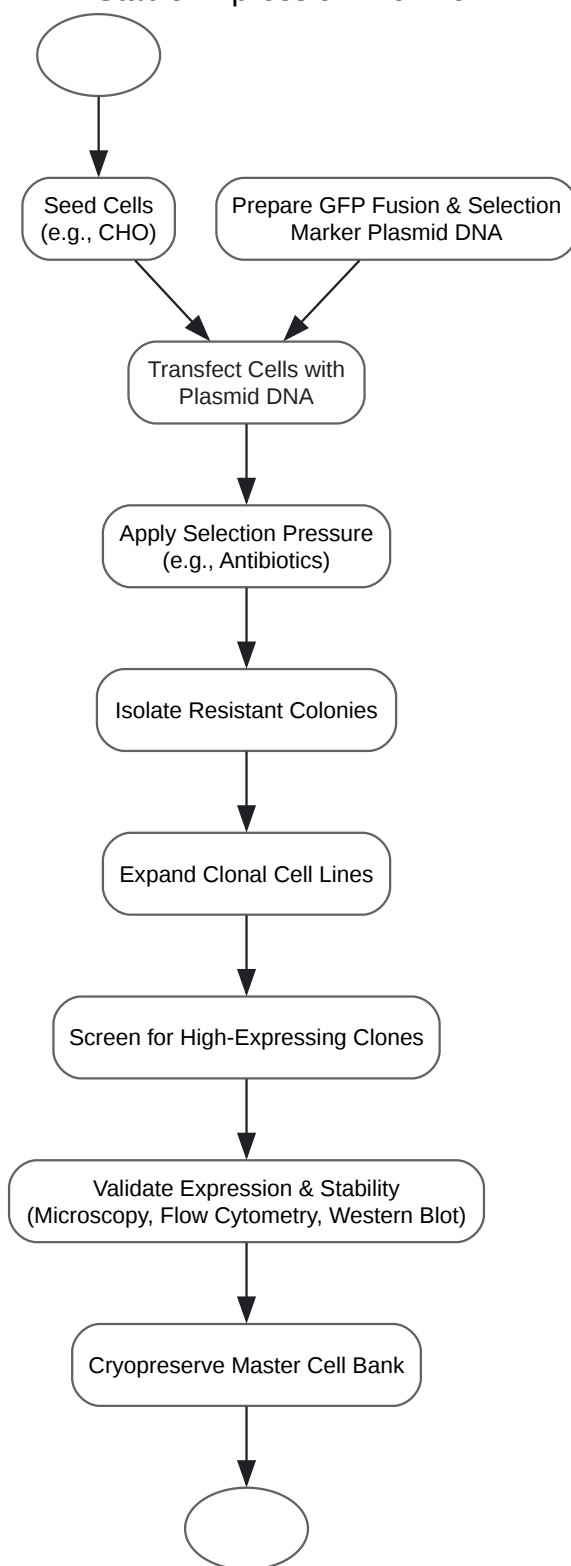 Seed Cells
(e.g., CHO)
Prepare GFP Fusion & Selection
Marker Plasmid DNA
Transfect Cells with
Plasmid DNA
Apply Selection Pressure
(e.g., Antibiotics)
Isolate Resistant Colonies
Expand Clonal Cell Lines
Screen for High-Expressing Clones
Validate Expression & Stability
(Microscopy, Flow Cytometry, Western Blot)
Cryopreserve Master Cell Bank